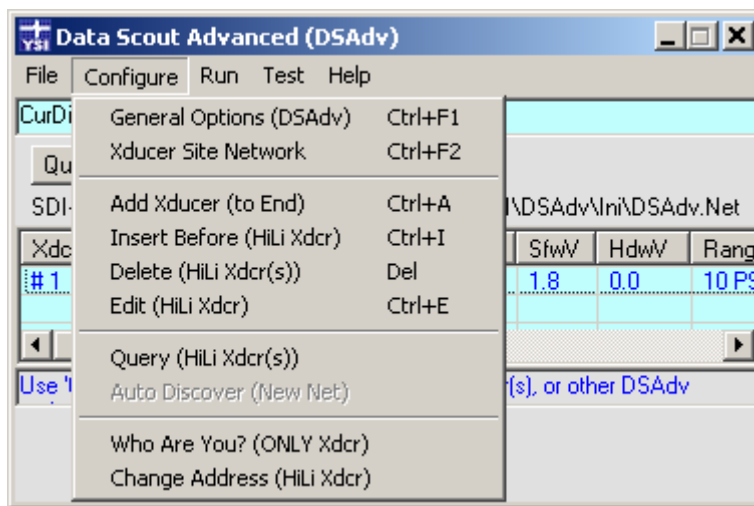 YSI Data Scout Advanced (DSAdv)
File Configure Run Test Help
CurDi
General Options (DSAdv) Ctrl+F1
Xducer Site Network Ctrl+F2
Qu
Add Xducer (to End) Ctrl+A
SDI- \DSAdv\Ini\DSAdv.Net
Insert Before (HiLi Xdcr) Ctrl+I
Xdc SfwV HdwV Rang
Delete (HiLi Xdcr(s)) Del
# 1 1.8 0.0 10 PS
Edit (HiLi Xdcr) Ctrl+E
Query (HiLi Xdcr(s))
Auto Discover (New Net)
Use ' (s), or other DSAdv
Who Are You? (ONLY Xdcr)
Change Address (HiLi Xdcr)